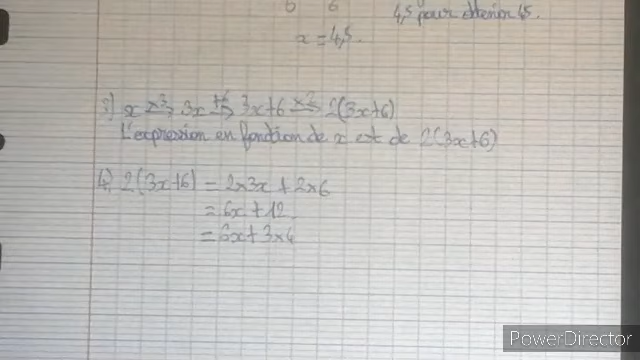 6 6 4,5 pour obtenir 45.
x = 4,5.
3) x ×3→ 3x +6→ 3x+6 ×2→ 2(3x+6)
L'expression en fonction de x est de 2(3x+6)
4) 2(3x+6) = 2×3x + 2×6
= 6x + 12
= 6x + 3×4
PowerDirector